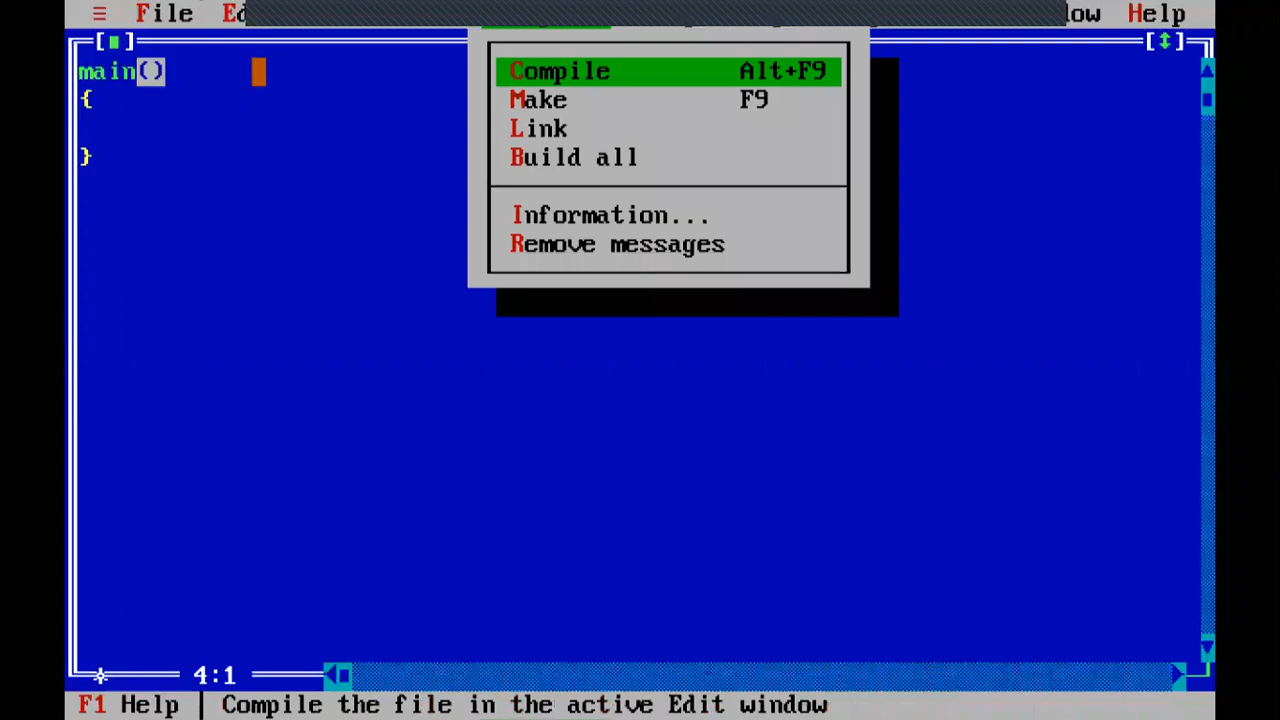 ≡ File Ed ow Help
[■] [↕]
main()
{
}
Compile Alt+F9
Make F9
Link
Build all
Information...
Remove messages
4:1
F1 Help │ Compile the file in the active Edit window